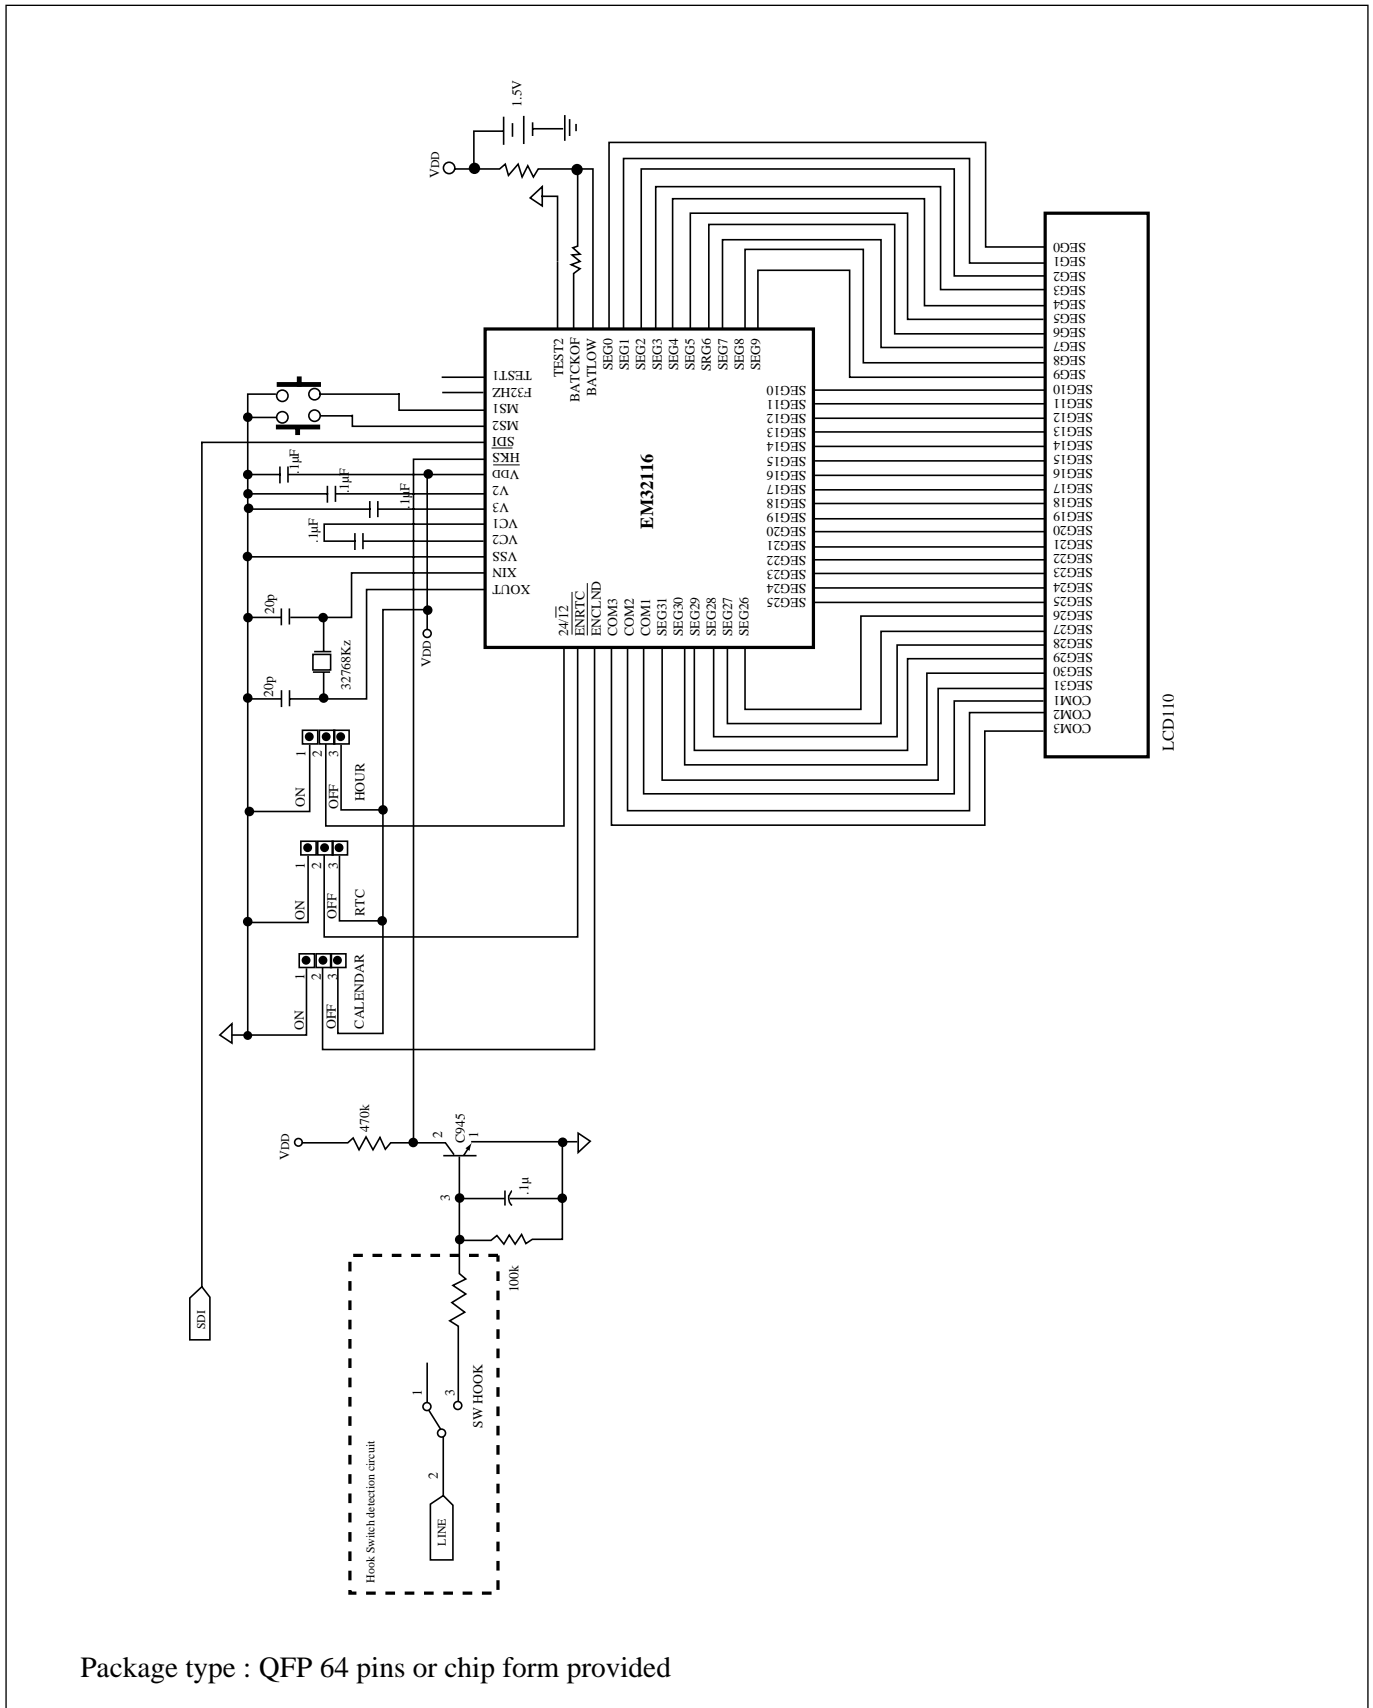 1.5V
VDD
TEST2
BATCKOF
BATLOW
SEG0
SEG1
SEG2
SEG3
SEG4
SEG5
SRG6
SEG7
SEG8
SEG9
TEST1
F32HZ
MS1
MS2
SDI
HKS
VDD
V2
V3
VC1
VC2
VSS
XIN
XOUT
EM32116
SEG10
SEG11
SEG12
SEG13
SEG14
SEG15
SEG16
SEG17
SEG18
SEG19
SEG20
SEG21
SEG22
SEG23
SEG24
SEG25
24/12
ENRTC
ENCLND
COM3
COM2
COM1
SEG31
SEG30
SEG29
SEG28
SEG27
SEG26
SEG0
SEG1
SEG2
SEG3
SEG4
SEG5
SEG6
SEG7
SEG8
SEG9
SEG10
SEG11
SEG12
SEG13
SEG14
SEG15
SEG16
SEG17
SEG18
SEG19
SEG20
SEG21
SEG22
SEG23
SEG24
SEG25
SEG26
SEG27
SEG28
SEG29
SEG30
SEG31
COM1
COM2
COM3
LCD110
.1µF
.1µF
.1µF
.1µF
20p
32768Kz
20p
VDD
1
2
3
ON
OFF
HOUR
1
2
3
ON
OFF
RTC
1
2
3
ON
OFF
CALENDAR
VDD
470k
2
C945
1
3
.1µ
100k
SDI
Hook Switch detection circuit
1
3
SW HOOK
2
LINE
Package type : QFP 64 pins or chip form provided